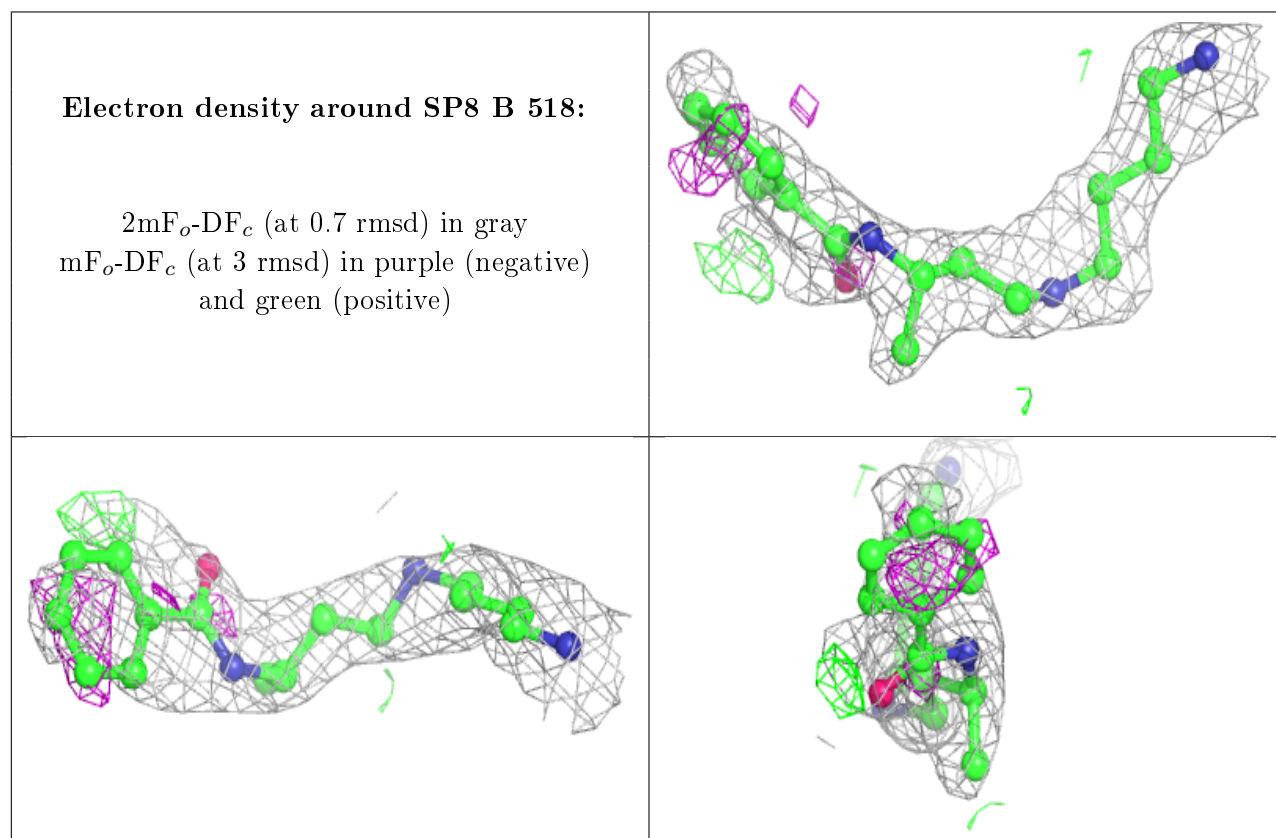 Electron density around SP8 B 518:
2mFₒ-DF𝒸 (at 0.7 rmsd) in gray
mFₒ-DF𝒸 (at 3 rmsd) in purple (negative)
and green (positive)